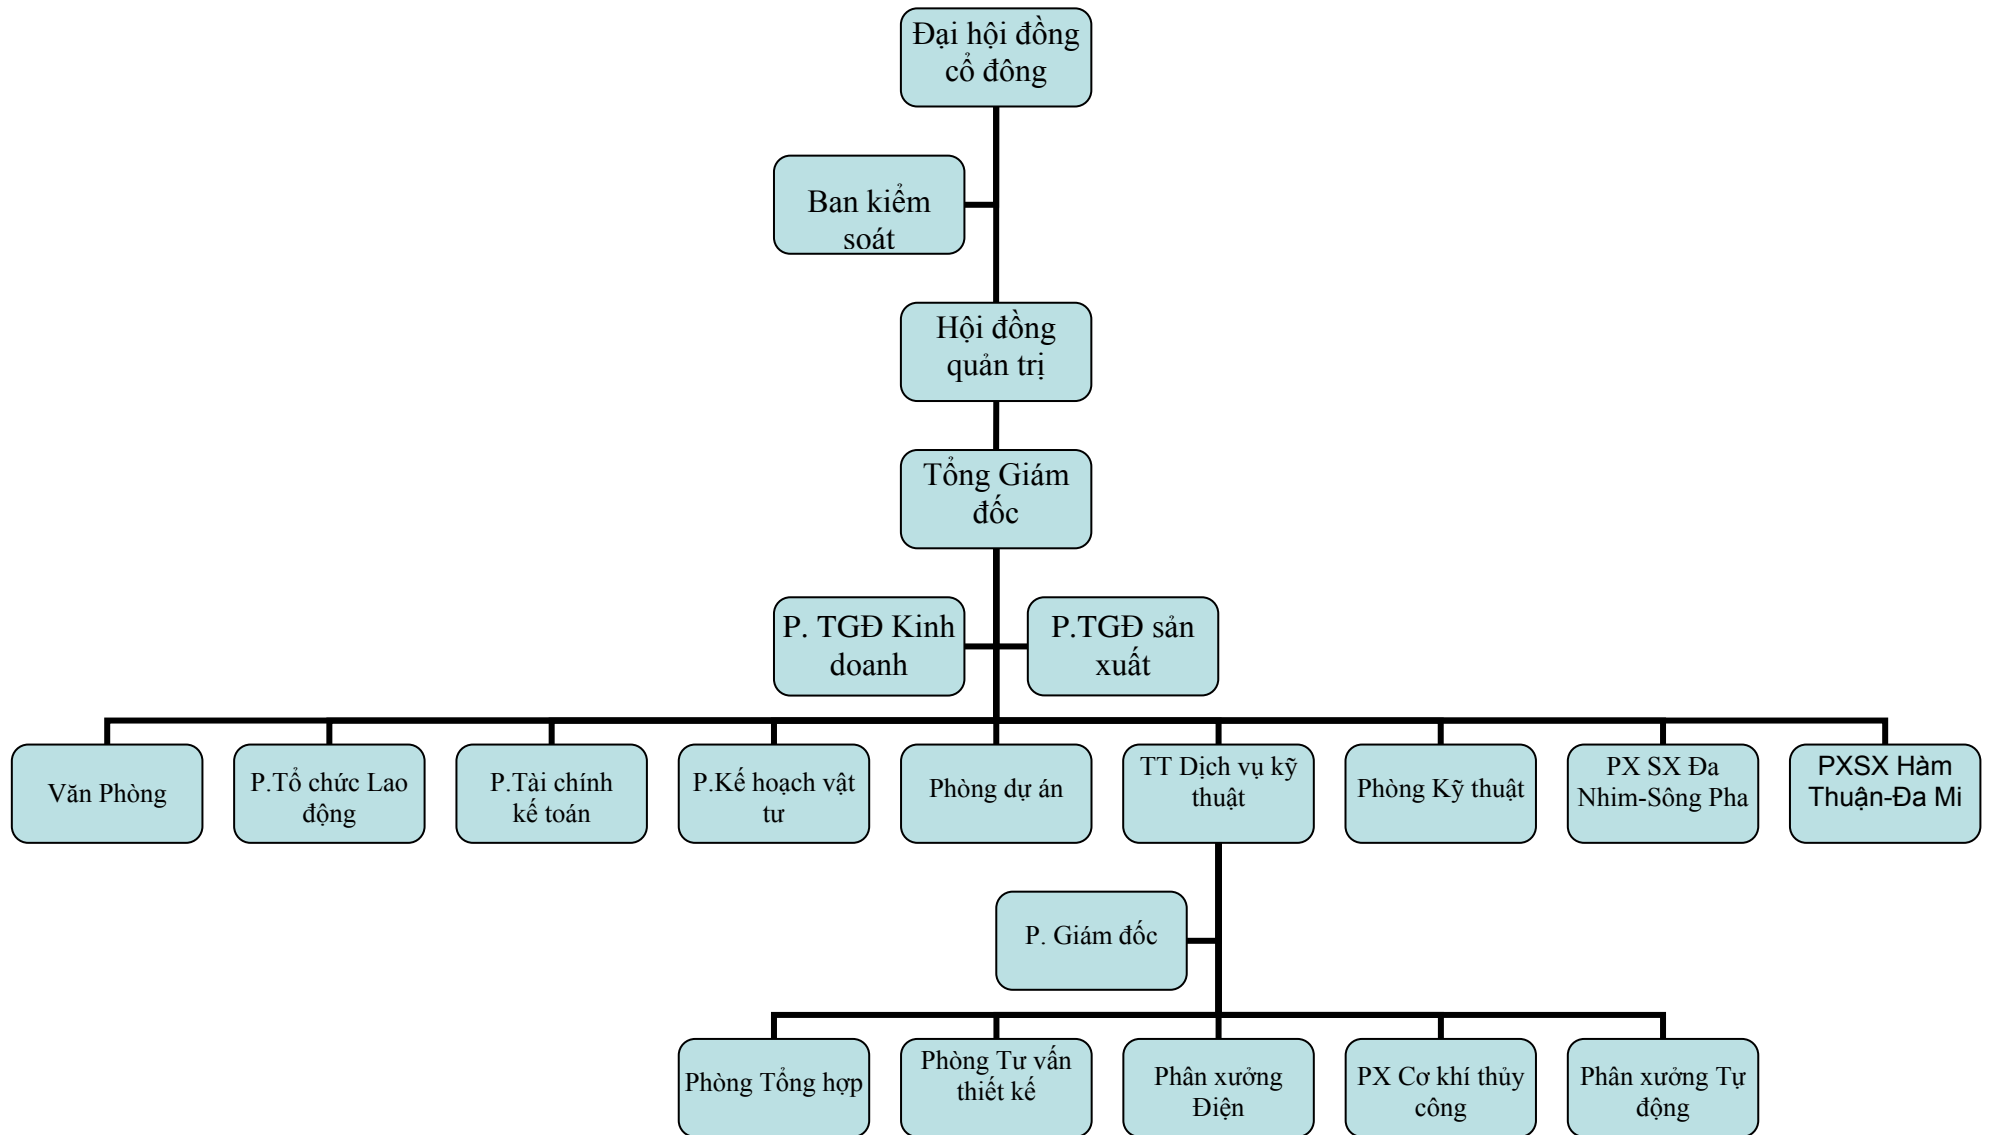 Đại hội đồng
cổ đông
Ban kiểm
soát
Hội đồng
quản trị
Tổng Giám
đốc
P. TGĐ Kinh
doanh
P.TGĐ sản
xuất
Văn Phòng
P.Tổ chức Lao
động
P.Tài chính
kế toán
P.Kế hoạch vật
tư
Phòng dự án
TT Dịch vụ kỹ
thuật
Phòng Kỹ thuật
PX SX Đa
Nhim-Sông Pha
PXSX Hàm
Thuận-Đa Mi
P. Giám đốc
Phòng Tổng hợp
Phòng Tư vấn
thiết kế
Phân xưởng
Điện
PX Cơ khí thủy
công
Phân xưởng Tự
động